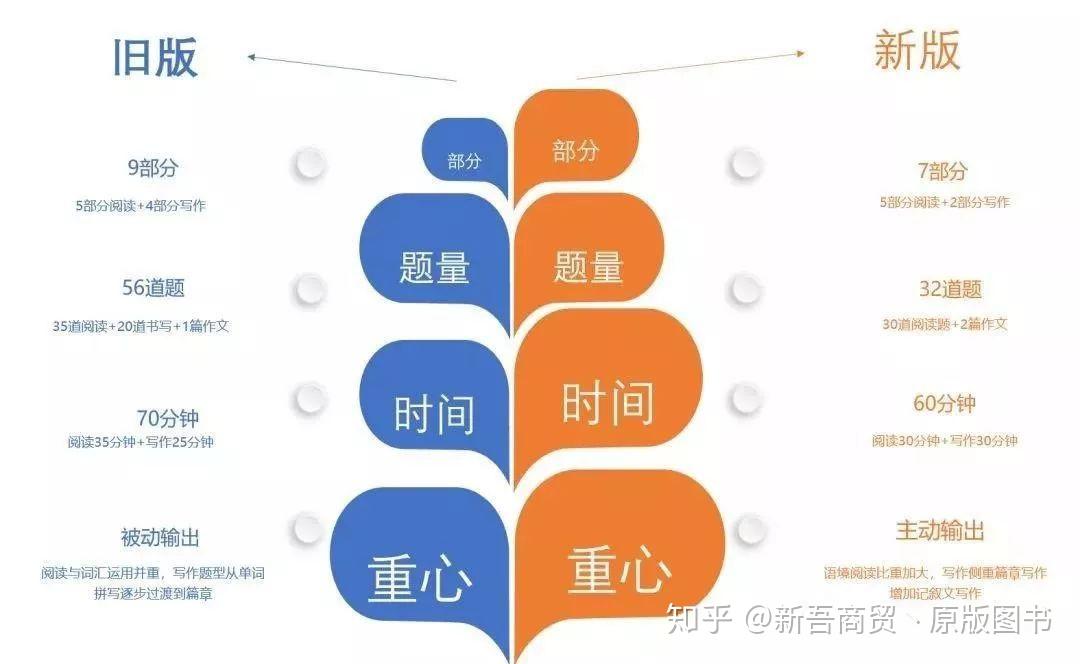 旧版
新版
部分
部分
9部分
5部分阅读+4部分写作
7部分
5部分阅读+2部分写作
题量
题量
56道题
35道阅读+20道书写+1篇作文
32道题
30道阅读题+2篇作文
时间
时间
70分钟
阅读35分钟+写作25分钟
60分钟
阅读30分钟+写作30分钟
重心
重心
被动输出
阅读与词汇运用并重，写作题型从单词
拼写逐步过渡到篇章
主动输出
语境阅读比重加大，写作侧重篇章写作
增加记叙文写作
知乎 @新吾商贸丶原版图书